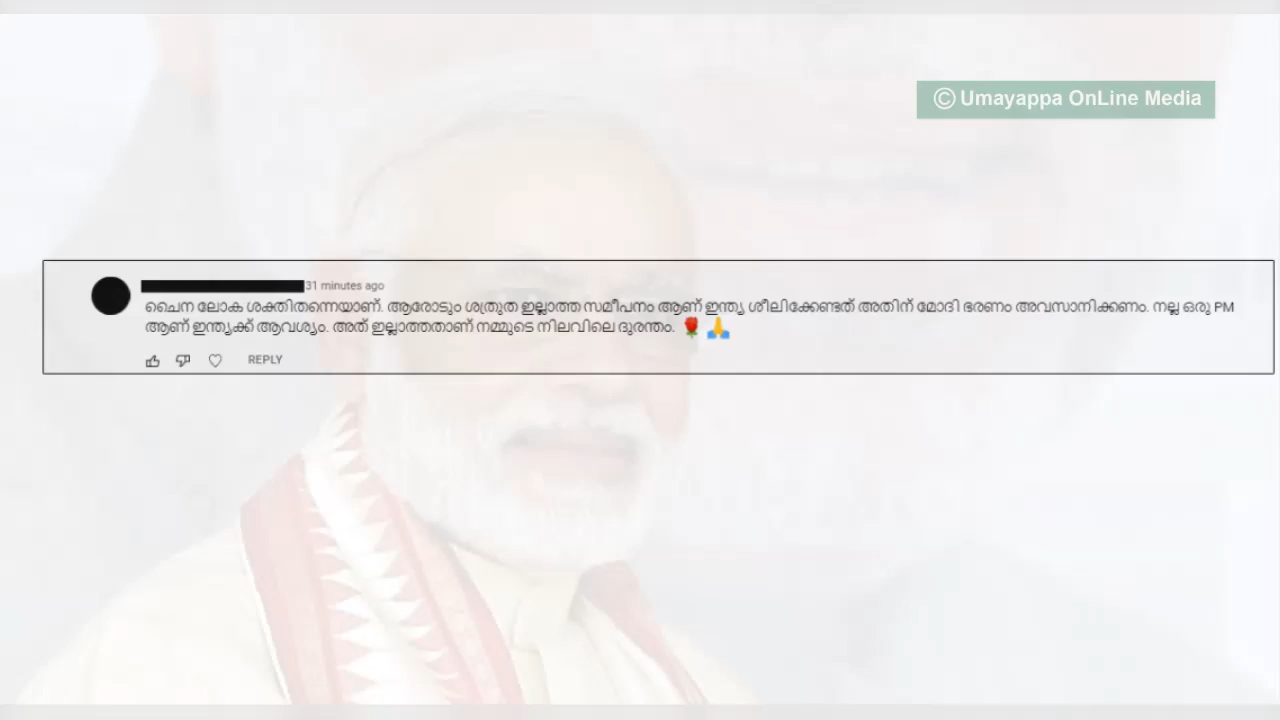 © Umayappa OnLine Media
31 minutes ago
ചൈന ലോക ശക്തിതന്നെയാണ്. ആരോടും ശത്രുത ഇല്ലാത്ത സമീപനം ആണ് ഇന്ത്യ ശീലിക്കേണ്ടത് അതിന് മോദി ഭരണം അവസാനിക്കണം. നല്ല ഒരു PM
ആണ് ഇന്ത്യക്ക് ആവശ്യം. അത് ഇല്ലാത്തതാണ് നമ്മുടെ നിലവിലെ ദുരന്തം. 🌹🙏
REPLY